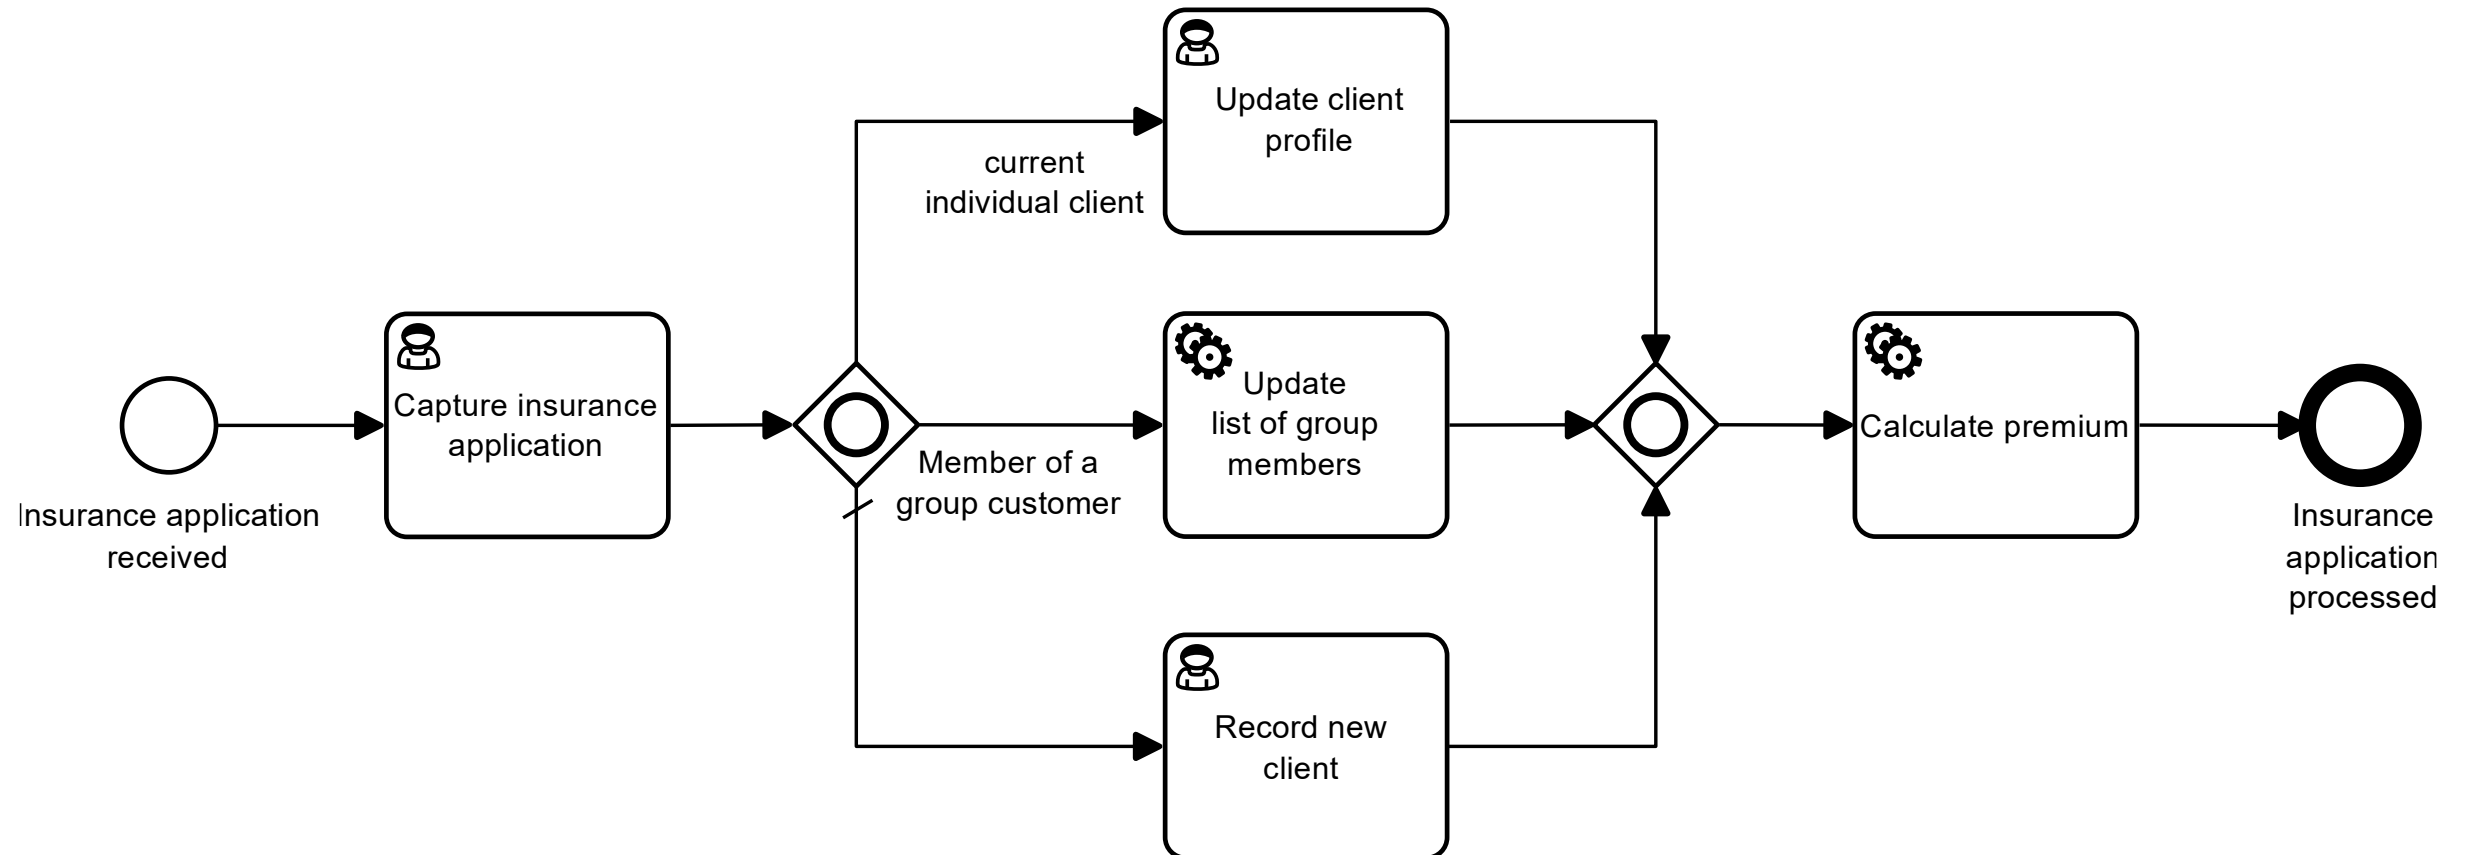 Update client
profile
current
individual client
Capture insurance
application
Insurance application
received
Member of a
group customer
Update
list of group
members
Calculate premium
Insurance
application
processed
Record new
client